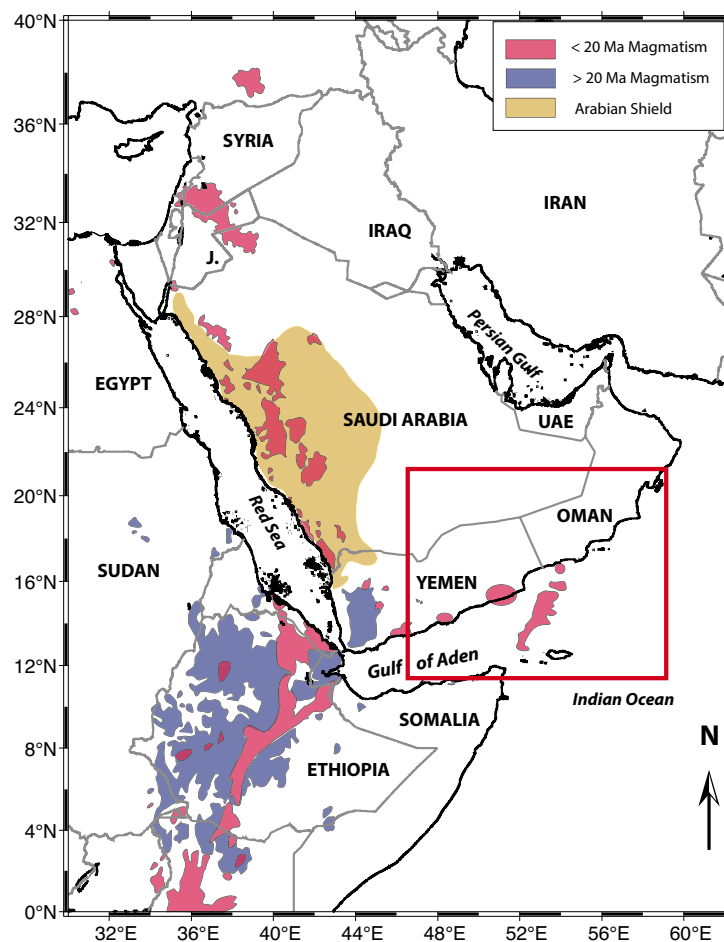 40°N
36°N
32°N
28°N
24°N
20°N
16°N
12°N
8°N
4°N
0°N
32°E
36°E
40°E
44°E
48°E
52°E
56°E
60°E
< 20 Ma Magmatism
> 20 Ma Magmatism
Arabian Shield
SYRIA
IRAN
IRAQ
J.
Persian Gulf
EGYPT
SAUDI ARABIA
UAE
Red Sea
OMAN
SUDAN
YEMEN
Gulf of Aden
Indian Ocean
SOMALIA
N
ETHIOPIA